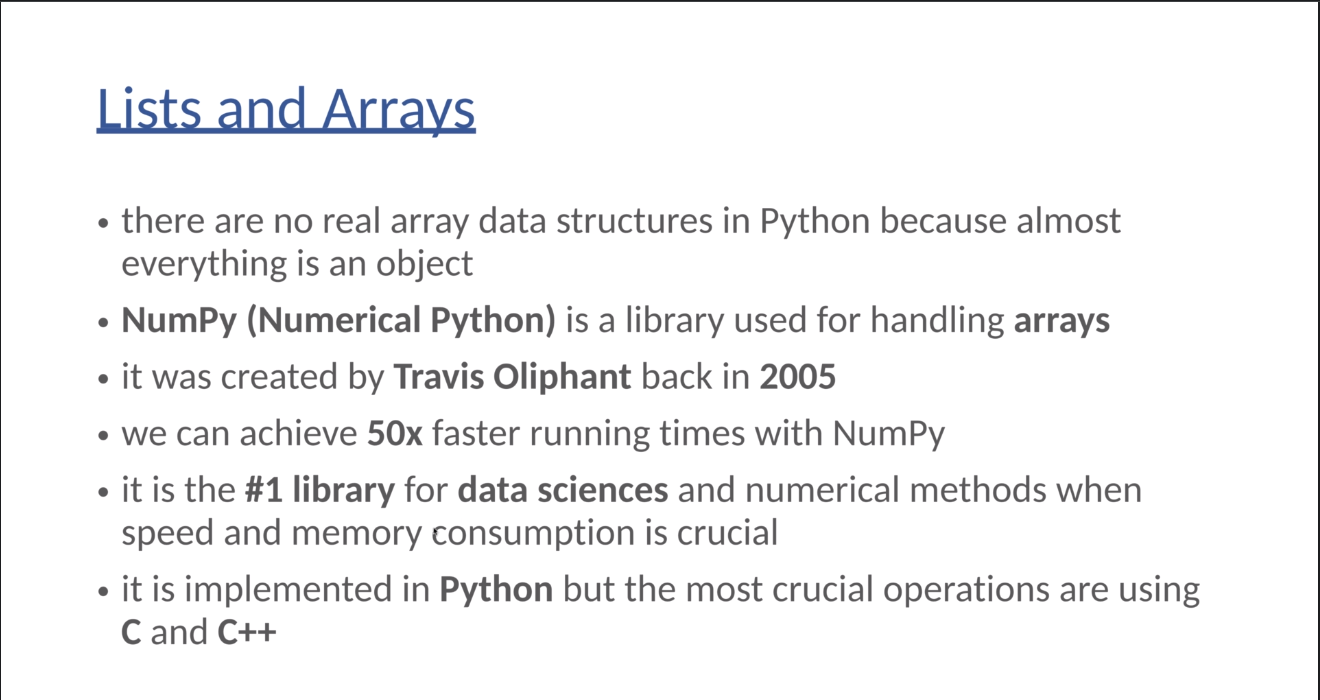 Lists and Arrays
• there are no real array data structures in Python because almost
everything is an object
• NumPy (Numerical Python) is a library used for handling arrays
• it was created by Travis Oliphant back in 2005
• we can achieve 50x faster running times with NumPy
• it is the #1 library for data sciences and numerical methods when
speed and memory consumption is crucial
• it is implemented in Python but the most crucial operations are using
C and C++